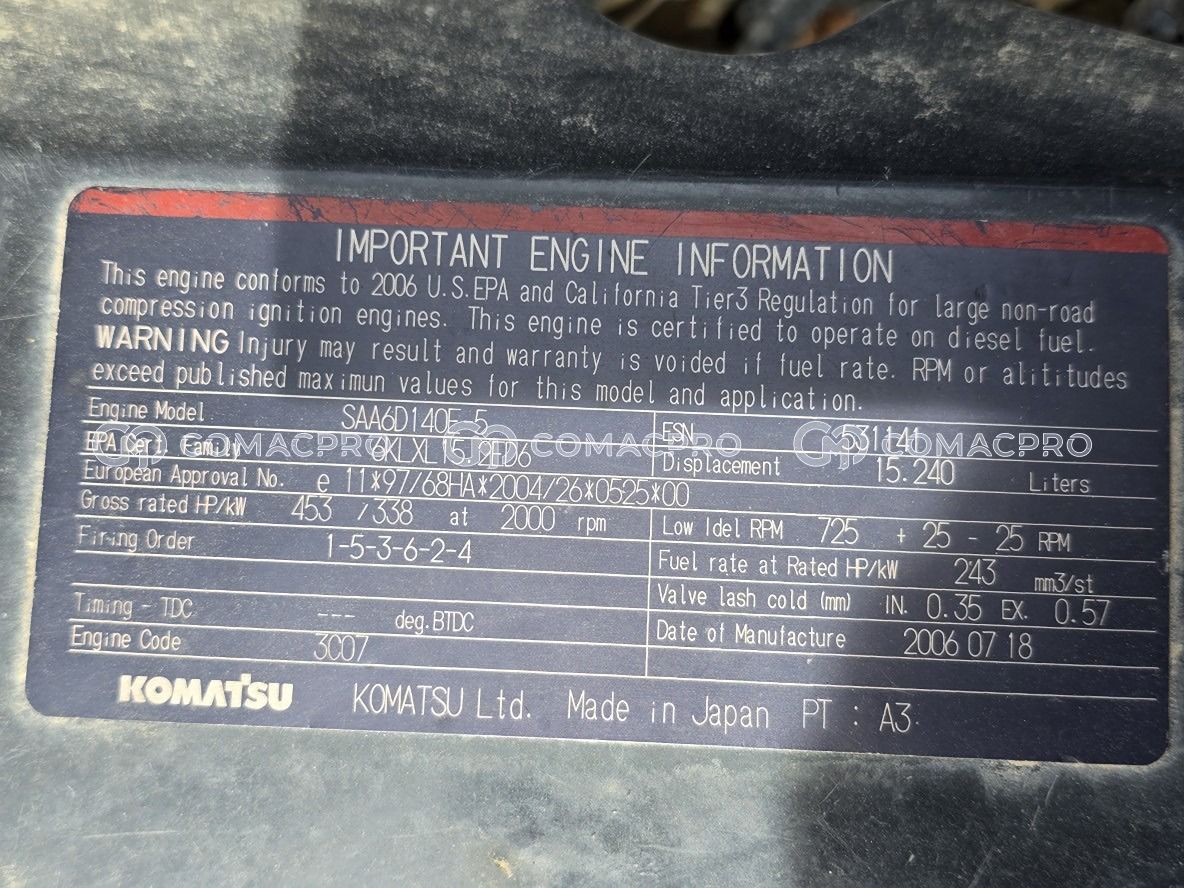 IMPORTANT ENGINE INFORMATION
This engine conforms to 2006 U.S.EPA and California Tier3 Regulation for large non-road
compression ignition engines. This engine is certified to operate on diesel fuel.
WARNING Injury may result and warranty is voided if fuel rate. RPM or alititudes
exceed published maximun values for this model and application.
Engine Model SAA6D140E-5 ESN 531141
COMACPRO COMACPRO COMACPRO
EPA Cert. Family 6KLXL15.2ED6 Displacement 15.240 Liters
European Approval No. e 11*97/68HA*2004/26*0525*00
Gross rated HP/kW 453 /338 at 2000 rpm Low Idel RPM 725 + 25 - 25 RPM
Firing Order 1-5-3-6-2-4 Fuel rate at Rated HP/kW 243 mm3/st
Valve lash cold (mm) IN. 0.35 EX. 0.57
Timing - TDC --- deg.BTDC Date of Manufacture 2006 07 18
Engine Code 3C07
KOMATSU KOMATSU Ltd. Made in Japan PT : A3